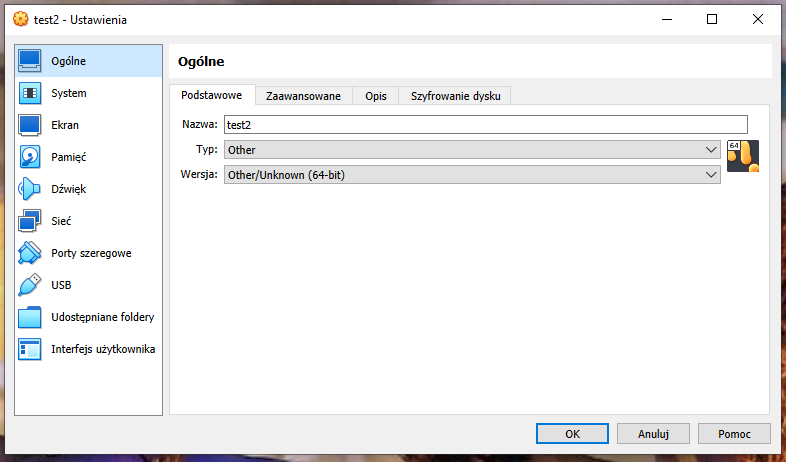 test2 - Ustawienia
Ogólne
System
Ekran
Pamięć
Dźwięk
Sieć
Porty szeregowe
USB
Udostępniane foldery
Interfejs użytkownika
Ogólne
Podstawowe Zaawansowane Opis Szyfrowanie dysku
Nazwa: test2
Typ: Other
64
Wersja: Other/Unknown (64-bit)
OK Anuluj Pomoc